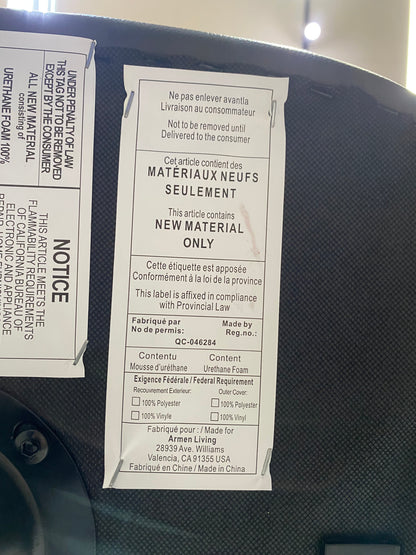 UNDER PENALTY OF LAW
THIS TAG NOT TO BE REMOVED
EXCEPT BY THE CONSUMER
ALL NEW MATERIAL
consisting of
URETHANE FOAM 100%
NOTICE
THIS ARTICLE MEETS THE
FLAMMABILITY REQUIREMENTS
OF CALIFORNIA BUREAU OF
ELECTRONIC AND APPLIANCE
Ne pas enlever avantla
Livraison au consommateur
Not to be removed until
Delivered to the consumer
Cet article contient des
MATÉRIAUX NEUFS
SEULEMENT
This article contains
NEW MATERIAL
ONLY
Cette étiquette est apposée
Conformément à la loi de la province
This label is affixed in compliance
with Provincial Law
Fabriqué par Made by
No de permis: Reg.no.:
QC-046284
Contenu Content
Mousse d'uréthane Urethane Foam
Exigence Fédérale / Federal Requirement
Recouvrement Exterieur: Outer Cover:
100% Polyester 100% Polyester
100% Vinyle 100% Vinyl
Fabriqué pour : / Made for
Armen Living
28939 Ave. Williams
Valencia, CA 91355 USA
Fabriqué en Chine / Made in China